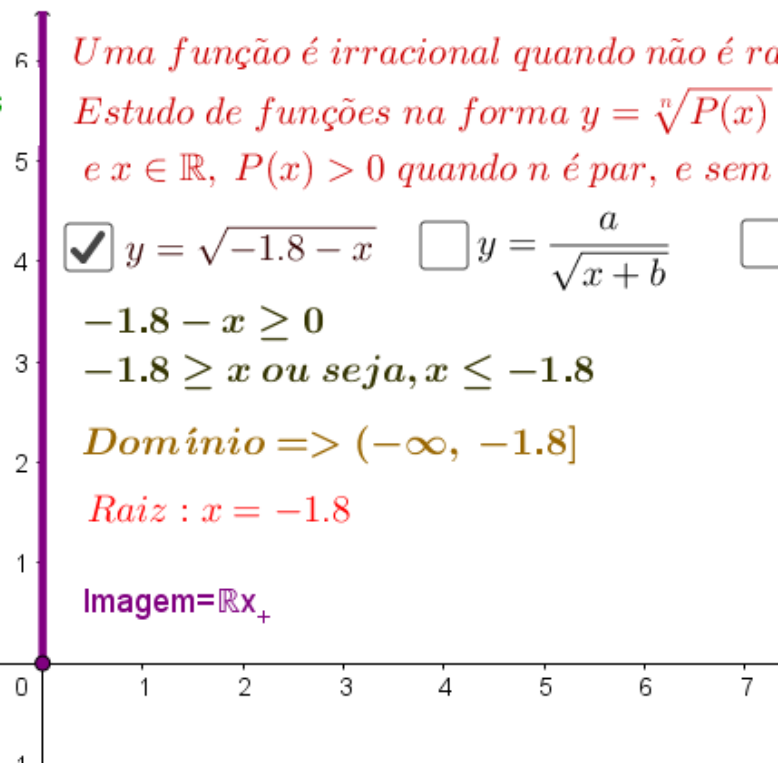 Uma função é irracional quando não é ra
Estudo de funções na forma y = ⁿ√P(x)
e x ∈ ℝ, P(x) > 0 quando n é par, e sem
y = √(−1.8 − x)
y = a/√(x + b)
−1.8 − x ≥ 0
−1.8 ≥ x ou seja, x ≤ −1.8
Domínio => (−∞, −1.8]
Raiz : x = −1.8
Imagem=ℝx₊
6
5
4
3
2
1
0 1 2 3 4 5 6 7